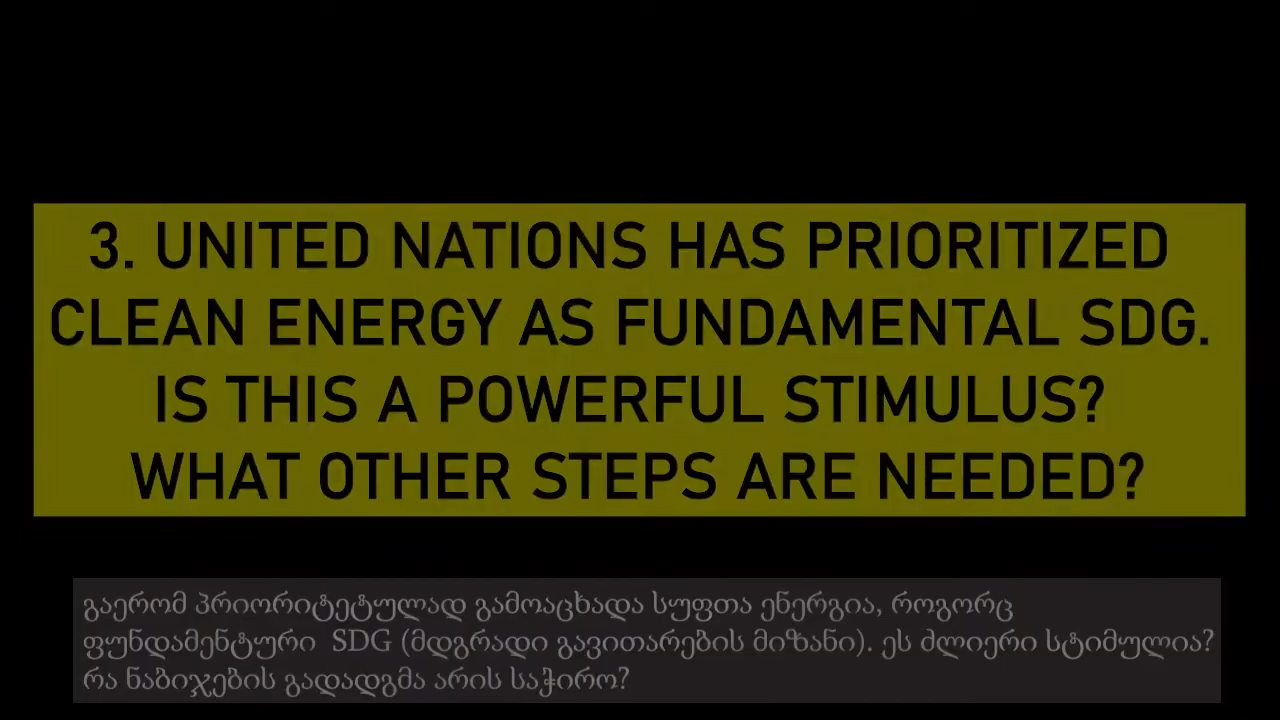 3. UNITED NATIONS HAS PRIORITIZED
CLEAN ENERGY AS FUNDAMENTAL SDG.
IS THIS A POWERFUL STIMULUS?
WHAT OTHER STEPS ARE NEEDED?
გაერომ პრიორიტეტულად გამოაცხადა სუფთა ენერგია, როგორც
ფუნდამენტური SDG (მდგრადი გავითარების მიზანი). ეს ძლიერი სტიმულია?
რა ნაბიჯების გადადგმა არის საჭირო?